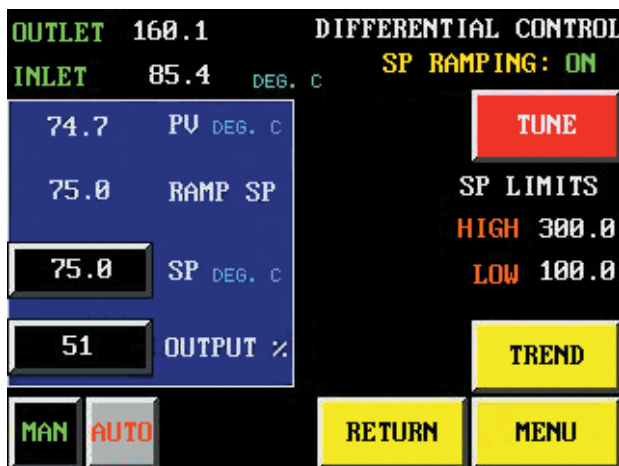 OUTLET 160.1 DIFFERENTIAL CONTROL
SP RAMPING: ON
INLET 85.4 DEG. C
74.7 PV DEG. C
TUNE
75.0 RAMP SP
SP LIMITS
HIGH 300.0
75.0 SP DEG. C
LOW 100.0
51 OUTPUT %
TREND
MAN AUTO RETURN MENU